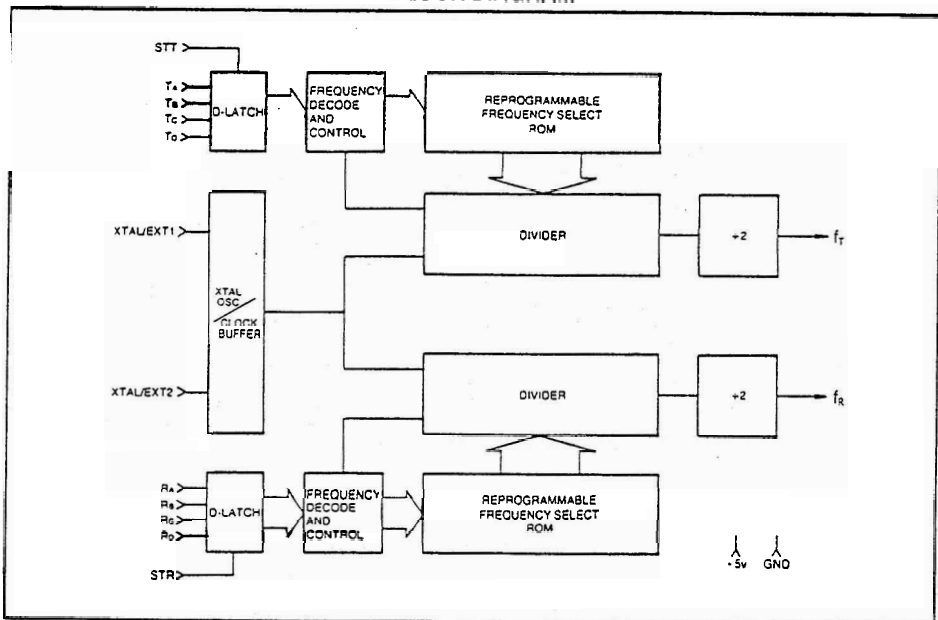 STT
TA
TB
TC
TD
D-LATCH
FREQUENCY
DECODE
AND
CONTROL
REPROGRAMMABLE
FREQUENCY SELECT
ROM
XTAL/EXT1
XTAL
OSC
CLOCK
BUFFER
XTAL/EXT2
DIVIDER
÷2
fT
DIVIDER
÷2
fR
RA
RB
RC
RD
D-LATCH
FREQUENCY
DECODE
AND
CONTROL
REPROGRAMMABLE
FREQUENCY SELECT
ROM
STR
+5v GND